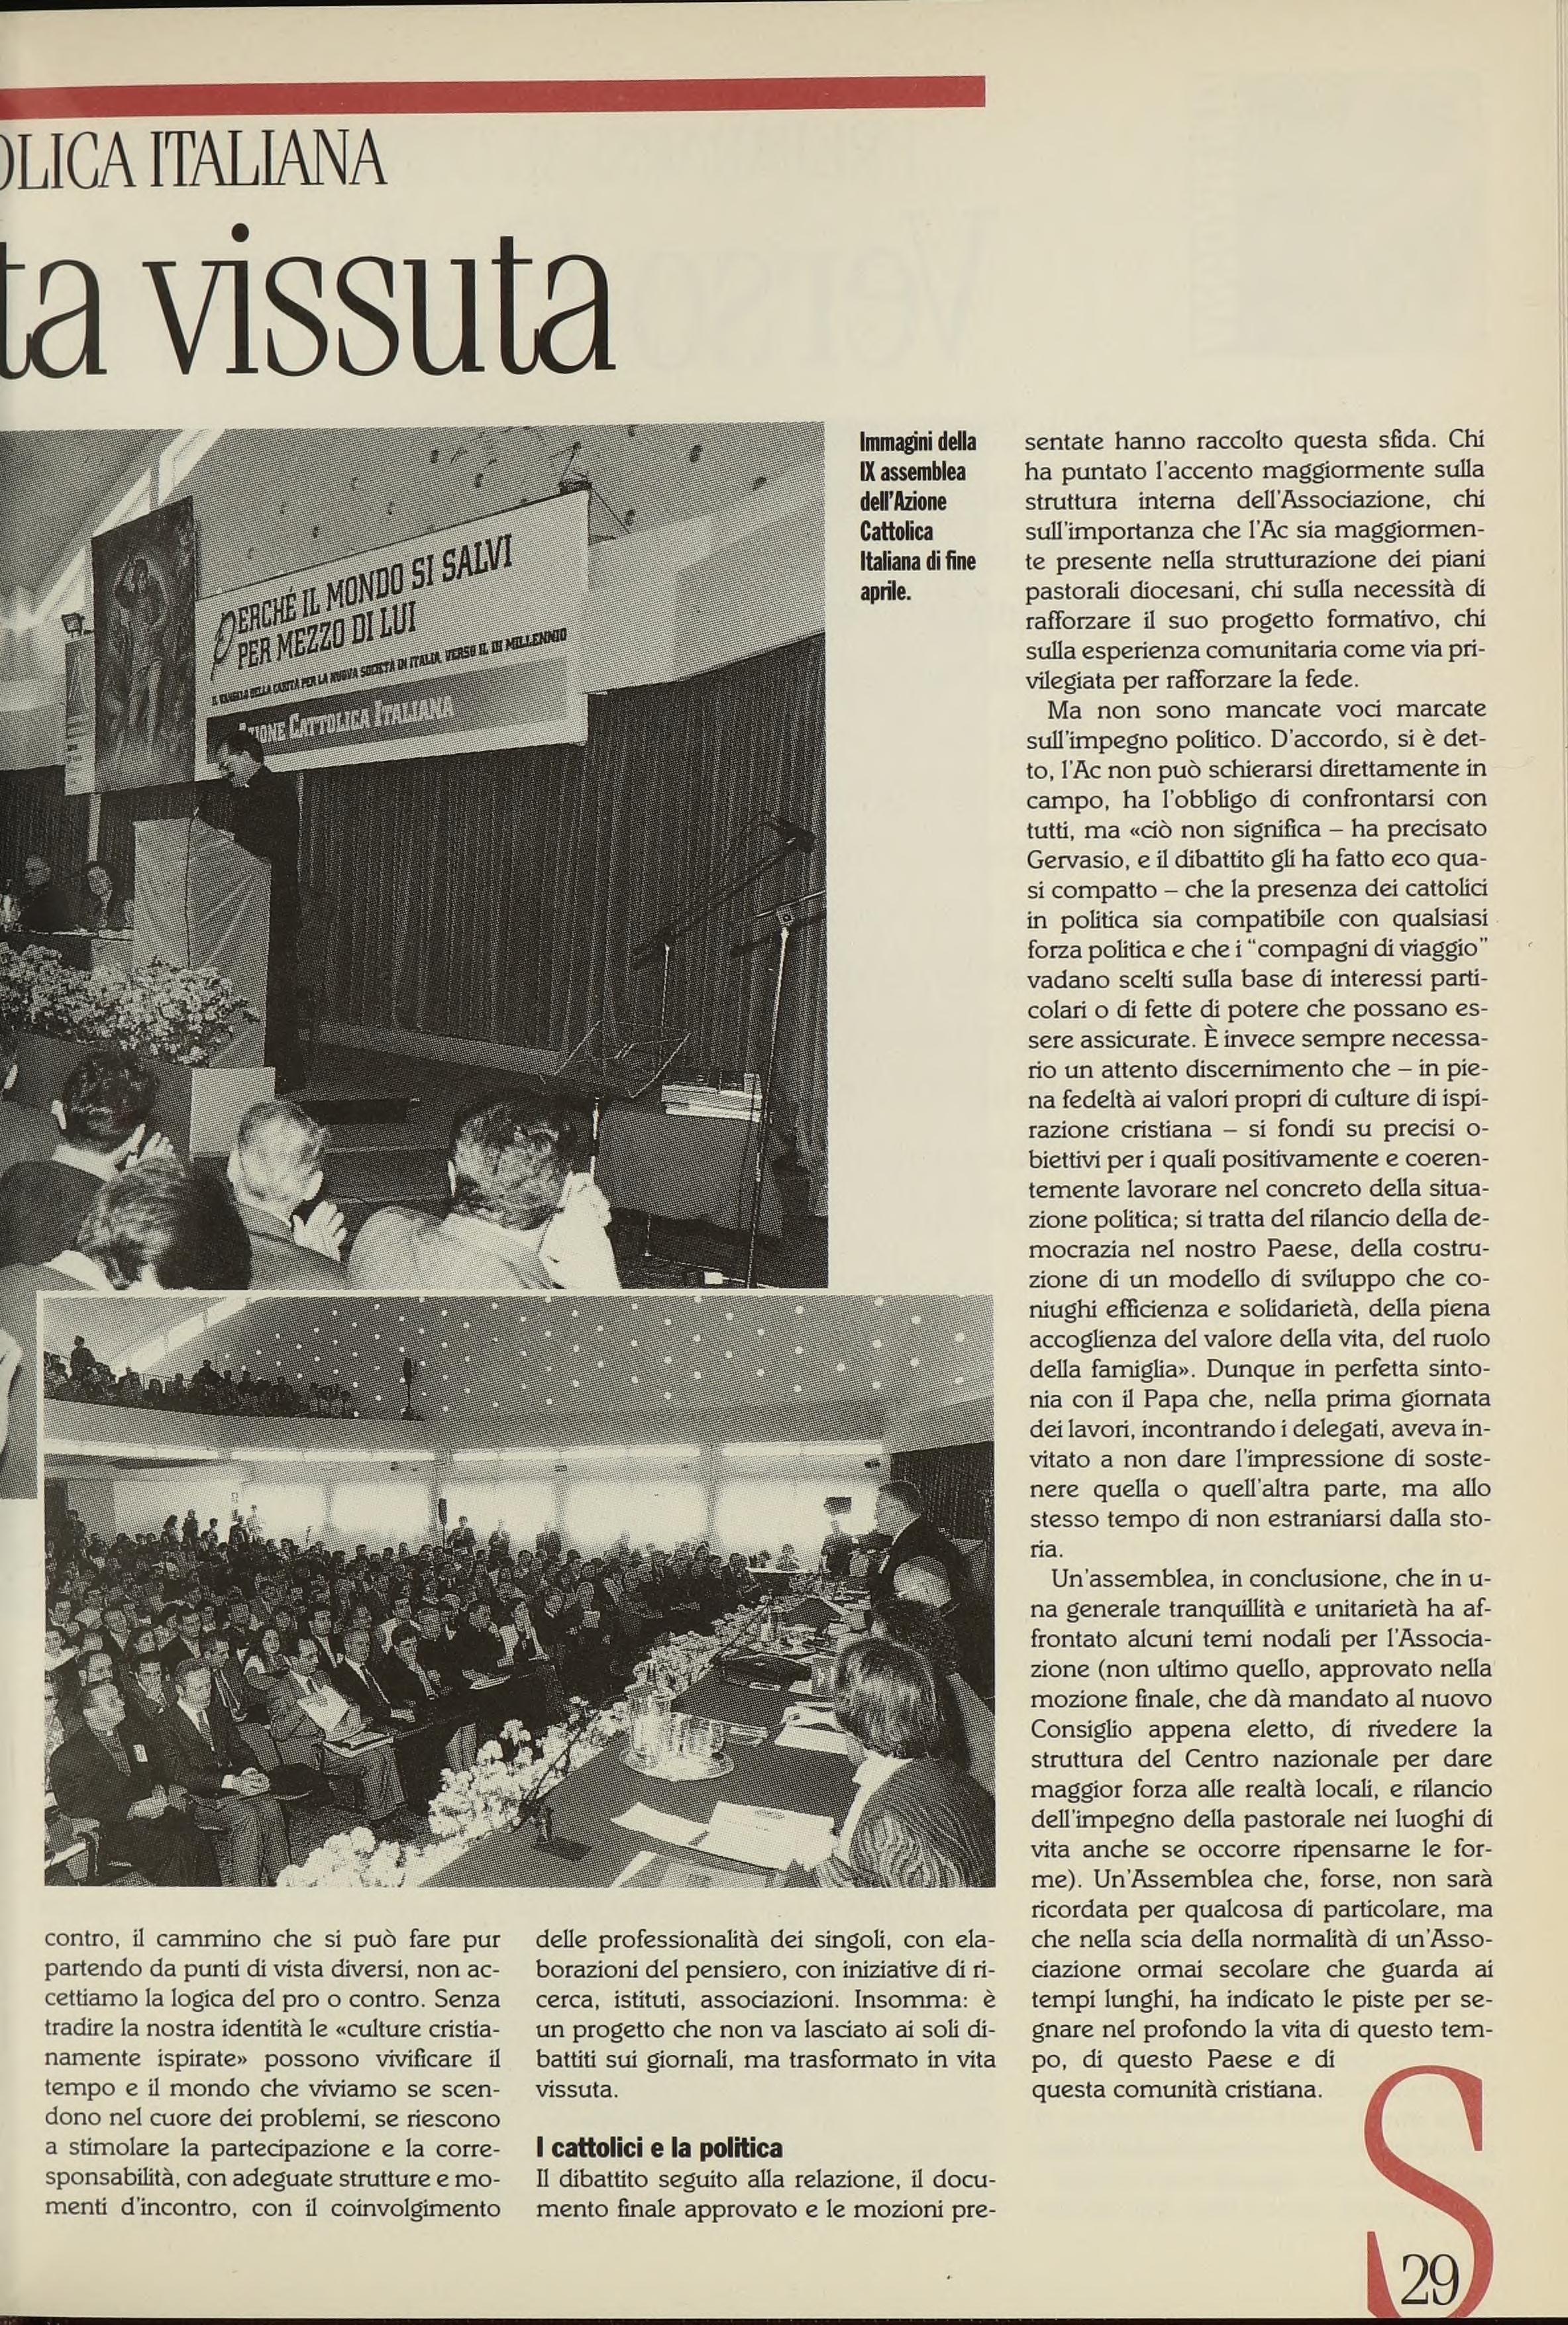 OLICA ITALIANA
ta vissuta
PERCHÉ IL MONDO SI SALVI
PER MEZZO DI LUI
IL VANGELO DELLA CARITÀ PER LA NUOVA SOCIETÀ IN ITALIA VERSO IL III MILLENNIO
AZIONE CATTOLICA ITALIANA
Immagini della
IX assemblea
dell'Azione
Cattolica
Italiana di fine
aprile.
contro, il cammino che si può fare pur
partendo da punti di vista diversi, non ac-
cettiamo la logica del pro o contro. Senza
tradire la nostra identità le «culture cristia-
namente ispirate» possono vivificare il
tempo e il mondo che viviamo se scen-
dono nel cuore dei problemi, se riescono
a stimolare la partecipazione e la corre-
sponsabilità, con adeguate strutture e mo-
menti d'incontro, con il coinvolgimento
delle professionalità dei singoli, con ela-
borazioni del pensiero, con iniziative di ri-
cerca, istituti, associazioni. Insomma: è
un progetto che non va lasciato ai soli di-
battiti sui giornali, ma trasformato in vita
vissuta.
I cattolici e la politica
Il dibattito seguito alla relazione, il docu-
mento finale approvato e le mozioni pre-
sentate hanno raccolto questa sfida. Chi
ha puntato l'accento maggiormente sulla
struttura interna dell'Associazione, chi
sull'importanza che l'Ac sia maggiormen-
te presente nella strutturazione dei piani
pastorali diocesani, chi sulla necessità di
rafforzare il suo progetto formativo, chi
sulla esperienza comunitaria come via pri-
vilegiata per rafforzare la fede.
Ma non sono mancate voci marcate
sull'impegno politico. D'accordo, si è det-
to, l'Ac non può schierarsi direttamente in
campo, ha l'obbligo di confrontarsi con
tutti, ma «ciò non significa – ha precisato
Gervasio, e il dibattito gli ha fatto eco qua-
si compatto – che la presenza dei cattolici
in politica sia compatibile con qualsiasi
forza politica e che i "compagni di viaggio"
vadano scelti sulla base di interessi parti-
colari o di fette di potere che possano es-
sere assicurate. È invece sempre necessa-
rio un attento discernimento che – in pie-
na fedeltà ai valori propri di culture di ispi-
razione cristiana – si fondi su precisi o-
biettivi per i quali positivamente e coeren-
temente lavorare nel concreto della situa-
zione politica; si tratta del rilancio della de-
mocrazia nel nostro Paese, della costru-
zione di un modello di sviluppo che co-
niughi efficienza e solidarietà, della piena
accoglienza del valore della vita, del ruolo
della famiglia». Dunque in perfetta sinto-
nia con il Papa che, nella prima giornata
dei lavori, incontrando i delegati, aveva in-
vitato a non dare l'impressione di soste-
nere quella o quell'altra parte, ma allo
stesso tempo di non estraniarsi dalla sto-
ria.
Un'assemblea, in conclusione, che in u-
na generale tranquillità e unitarietà ha af-
frontato alcuni temi nodali per l'Associa-
zione (non ultimo quello, approvato nella
mozione finale, che dà mandato al nuovo
Consiglio appena eletto, di rivedere la
struttura del Centro nazionale per dare
maggior forza alle realtà locali, e rilancio
dell'impegno della pastorale nei luoghi di
vita anche se occorre ripensarne le for-
me). Un'Assemblea che, forse, non sarà
ricordata per qualcosa di particolare, ma
che nella scia della normalità di un'Asso-
ciazione ormai secolare che guarda ai
tempi lunghi, ha indicato le piste per se-
gnare nel profondo la vita di questo tem-
po, di questo Paese e di
questa comunità cristiana.
S
29